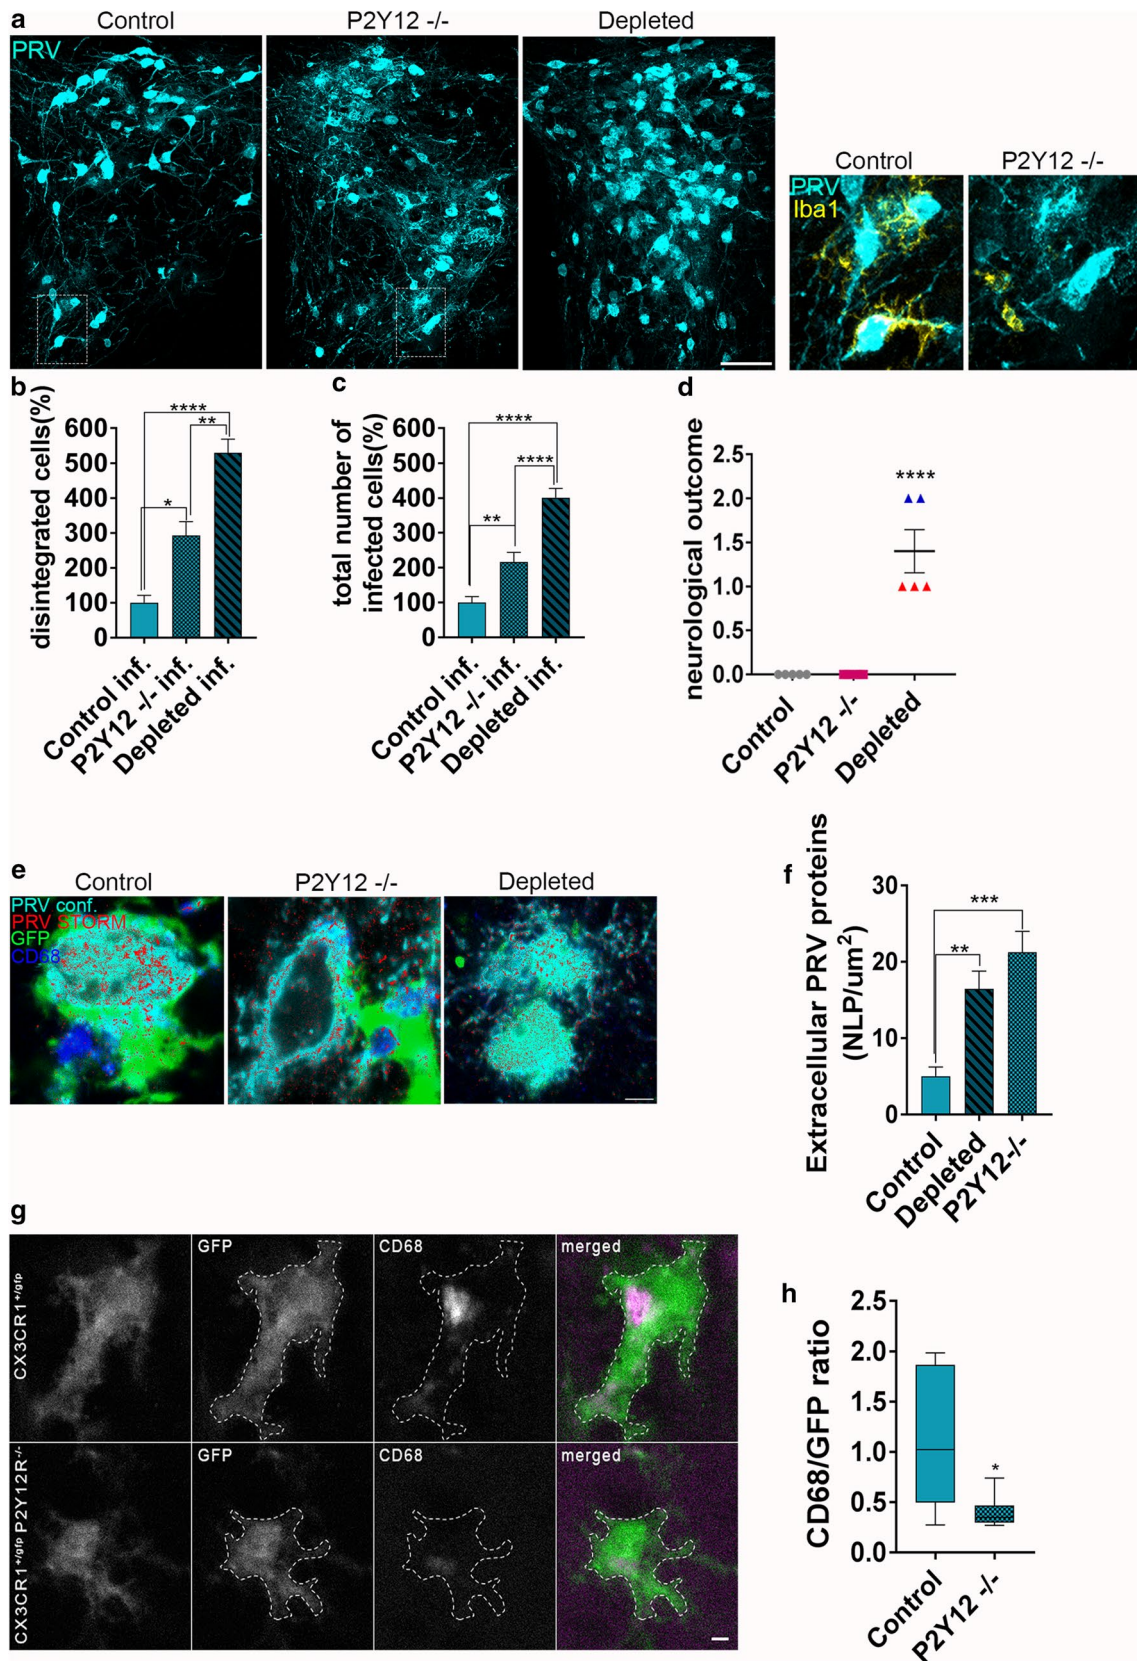 a
Control
P2Y12 -/-
Depleted
PRV
Control
P2Y12 -/-
PRV
Iba1
b
disintegrated cells(%)
600
500
400
300
200
100
0
****
**
*
Control inf.
P2Y12 -/- inf.
Depleted inf.
c
total number of
infected cells(%)
600
500
400
300
200
100
0
****
****
**
Control inf.
P2Y12 -/- inf.
Depleted inf.
d
neurological outcome
2.5
2.0
1.5
1.0
0.5
0.0
****
Control
P2Y12 -/-
Depleted
e
Control
P2Y12 -/-
Depleted
PRV conf.
PRV STORM
GFP
CD68
f
Extracellular PRV proteins
(NLP/um²)
30
20
10
0
***
**
Control
Depleted
P2Y12-/-
g
CX3CR1+/gfp
GFP
CD68
merged
CX3CR1+/gfp P2Y12R-/-
GFP
CD68
merged
h
CD68/GFP ratio
2.5
2.0
1.5
1.0
0.5
0.0
*
Control
P2Y12 -/-